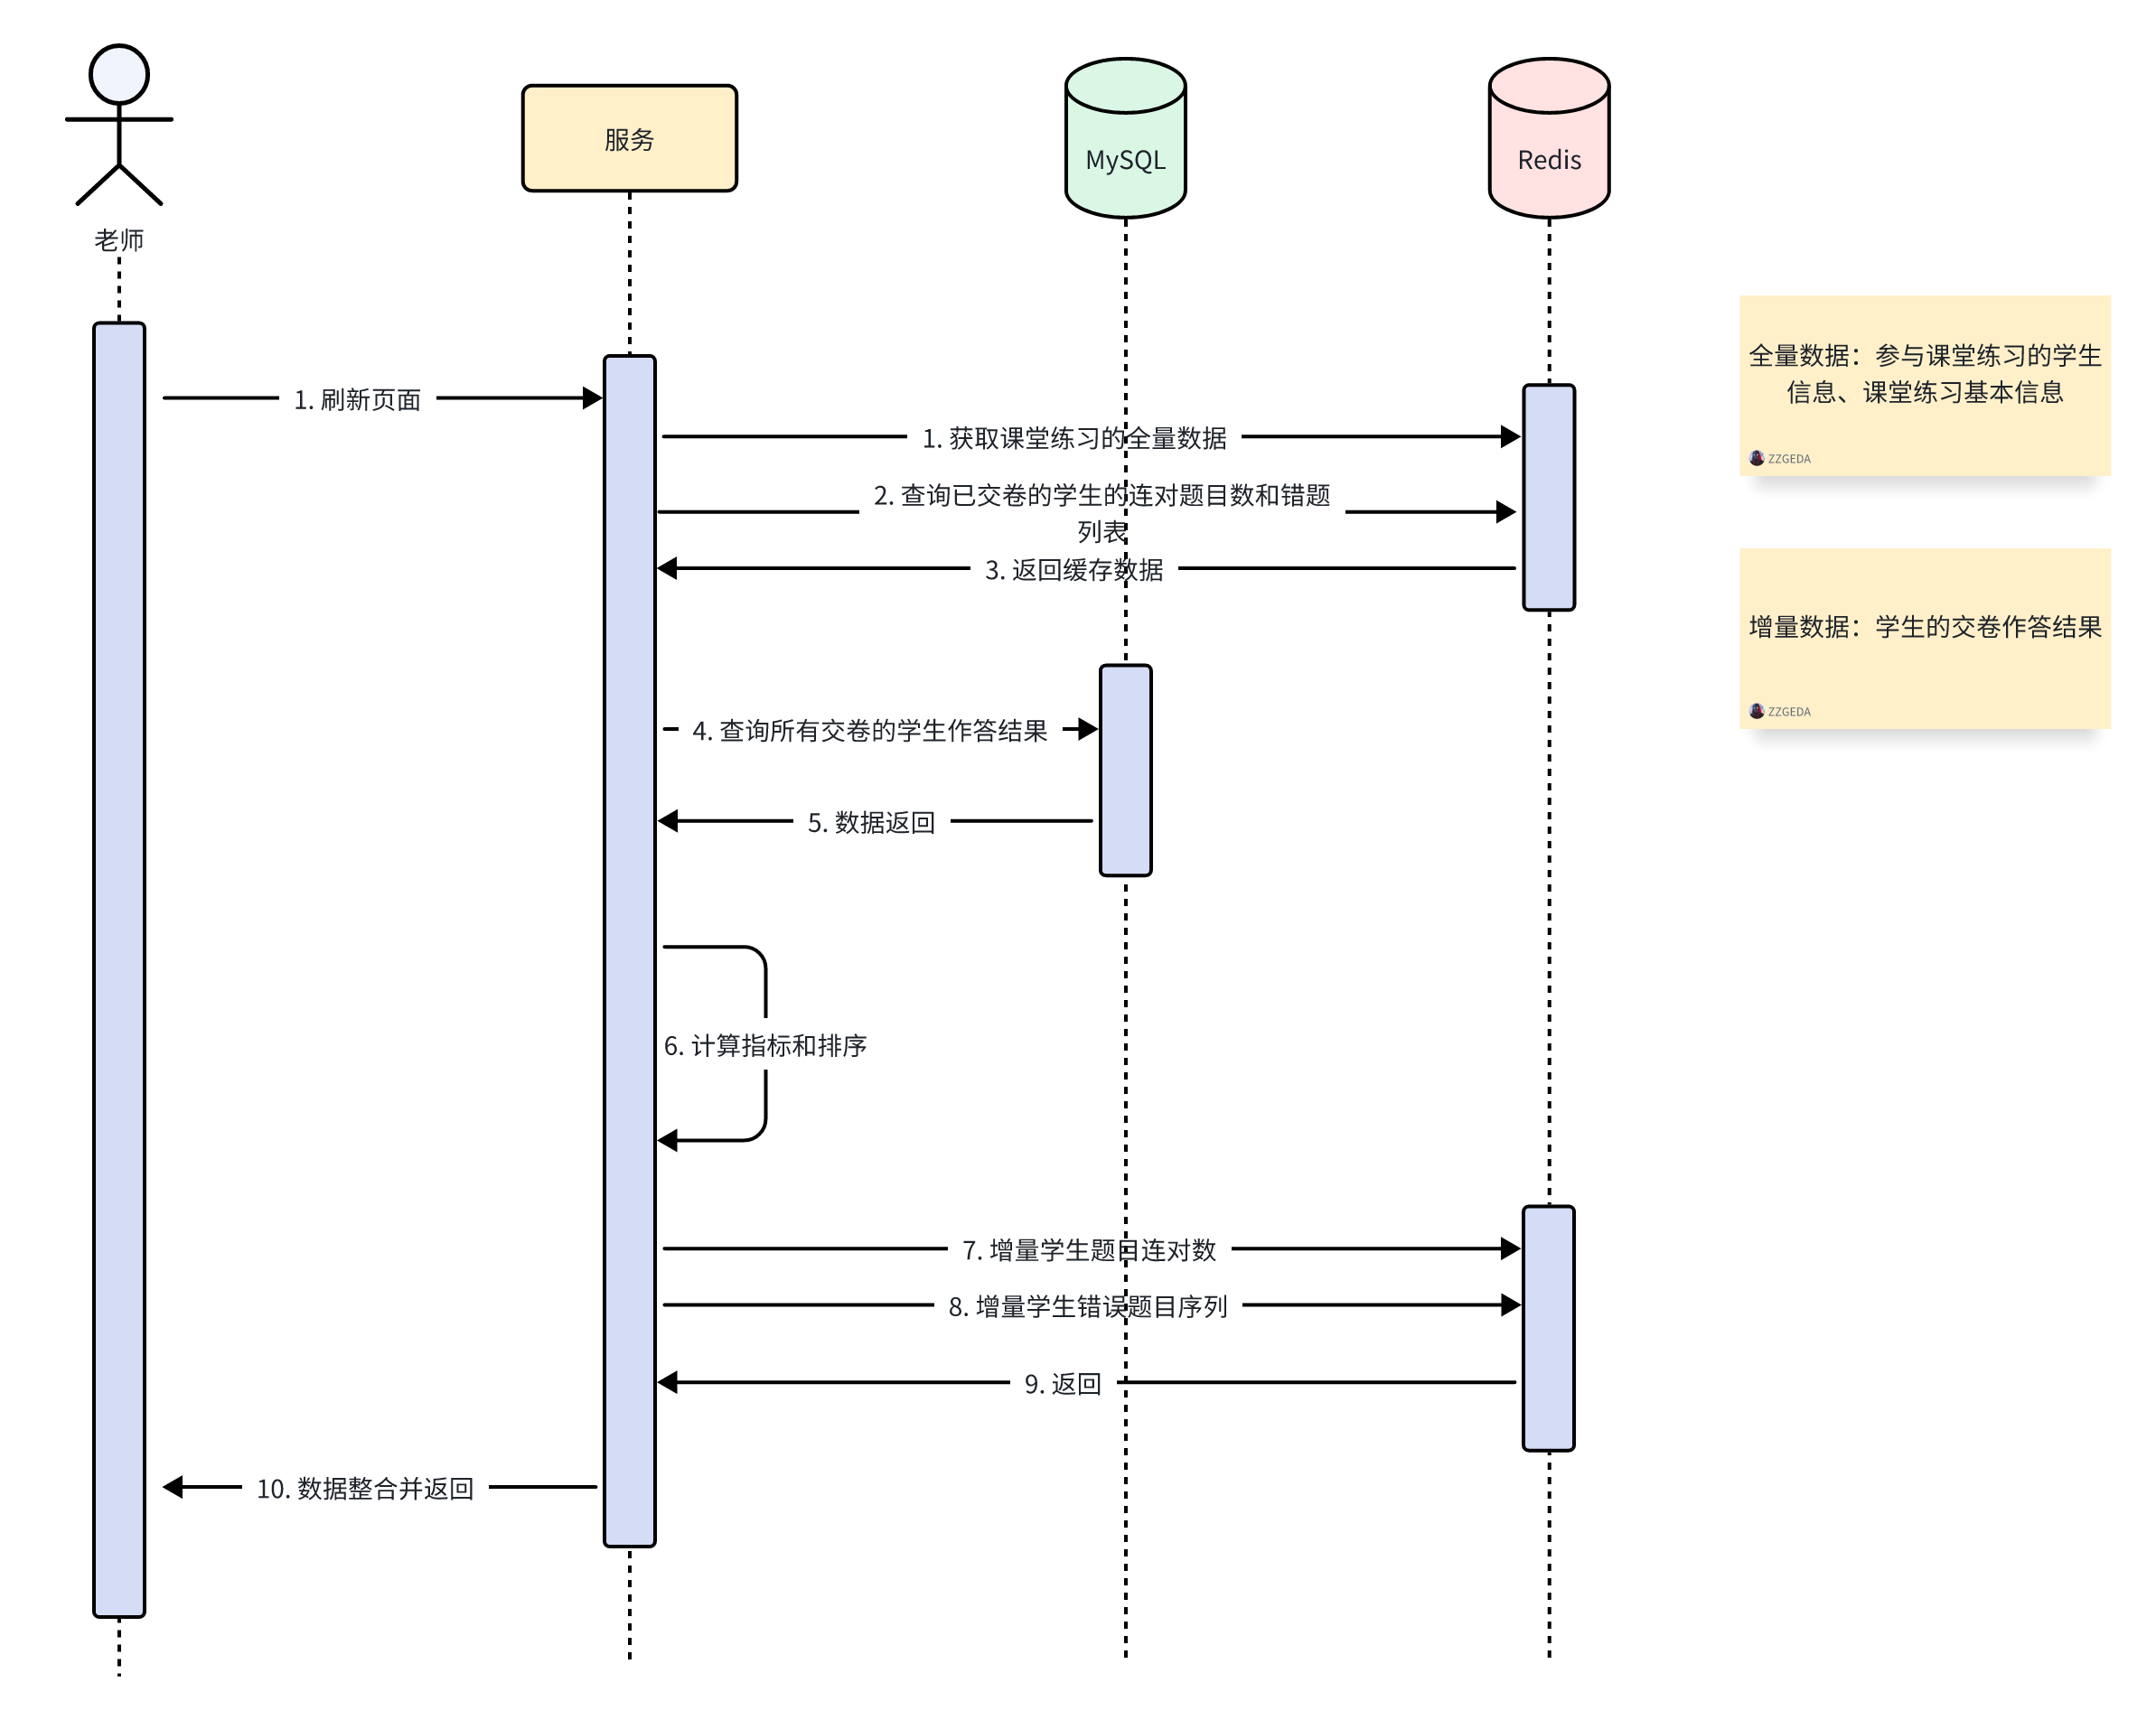 老师
服务
MySQL
Redis
1. 刷新页面
1. 获取课堂练习的全量数据
2. 查询已交卷的学生的连对题目数和错题
列表
3. 返回缓存数据
4. 查询所有交卷的学生作答结果
5. 数据返回
6. 计算指标和排序
7. 增量学生题目连对数
8. 增量学生错误题目序列
9. 返回
10. 数据整合并返回
全量数据：参与课堂练习的学生
信息、课堂练习基本信息
ZZGEDA
增量数据：学生的交卷作答结果
ZZGEDA